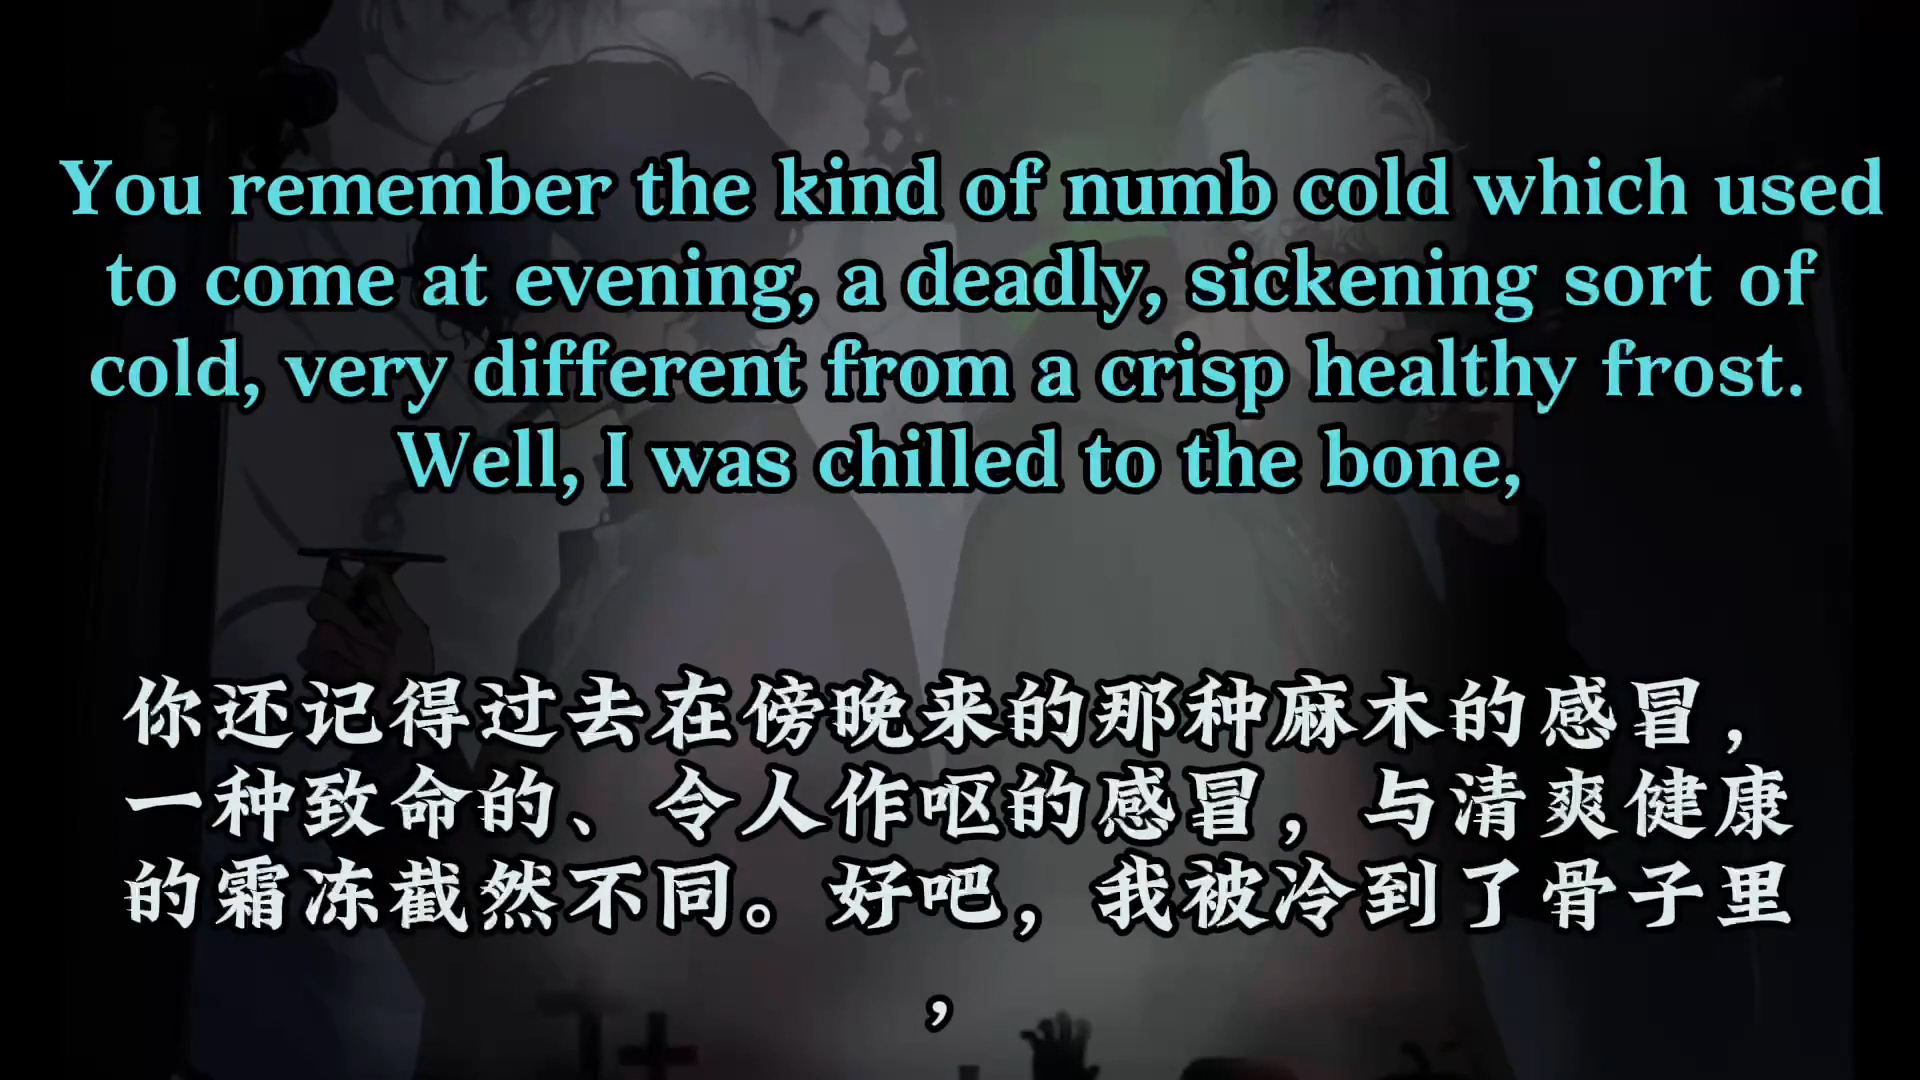 You remember the kind of numb cold which used
to come at evening, a deadly, sickening sort of
cold, very different from a crisp healthy frost.
Well, I was chilled to the bone,
你还记得过去在傍晚来的那种麻木的感冒，
一种致命的、令人作呕的感冒，与清爽健康
的霜冻截然不同。好吧，我被冷到了骨子里
，